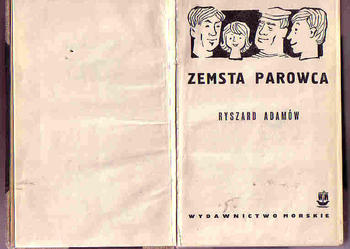 ZEMSTA PAROWCA
RYSZARD ADAMÓW
WYDAWNICTWO MORSKIE